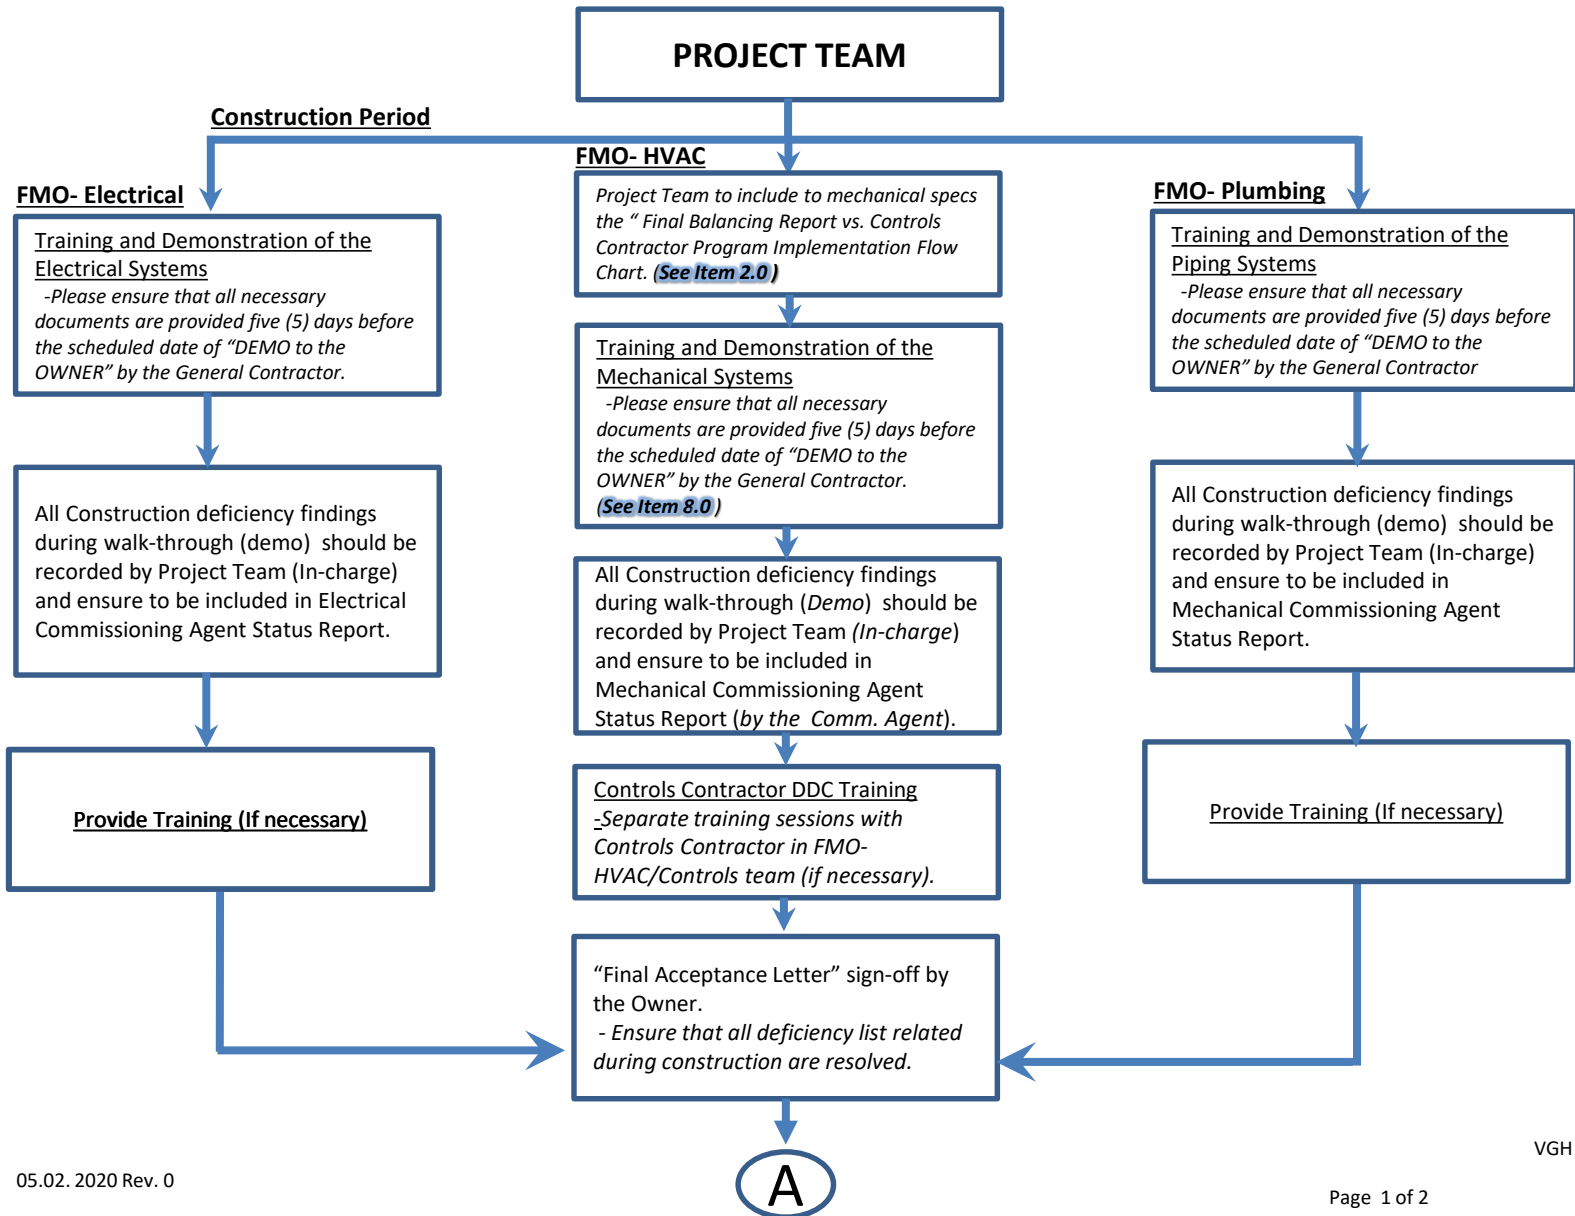 PROJECT TEAM
Construction Period
FMO- Electrical
Training and Demonstration of the
Electrical Systems
-Please ensure that all necessary
documents are provided five (5) days before
the scheduled date of “DEMO to the
OWNER” by the General Contractor.
All Construction deficiency findings
during walk-through (demo) should be
recorded by Project Team (In-charge)
and ensure to be included in Electrical
Commissioning Agent Status Report.
Provide Training (If necessary)
FMO- HVAC
Project Team to include to mechanical specs
the “ Final Balancing Report vs. Controls
Contractor Program Implementation Flow
Chart. (See Item 2.0 )
Training and Demonstration of the
Mechanical Systems
-Please ensure that all necessary
documents are provided five (5) days before
the scheduled date of “DEMO to the
OWNER” by the General Contractor.
(See Item 8.0 )
All Construction deficiency findings
during walk-through (Demo) should be
recorded by Project Team (In-charge)
and ensure to be included in
Mechanical Commissioning Agent
Status Report (by the Comm. Agent).
Controls Contractor DDC Training
-Separate training sessions with
Controls Contractor in FMO-
HVAC/Controls team (if necessary).
FMO- Plumbing
Training and Demonstration of the
Piping Systems
-Please ensure that all necessary
documents are provided five (5) days before
the scheduled date of “DEMO to the
OWNER” by the General Contractor
All Construction deficiency findings
during walk-through (demo) should be
recorded by Project Team (In-charge)
and ensure to be included in
Mechanical Commissioning Agent
Status Report.
Provide Training (If necessary)
“Final Acceptance Letter” sign-off by
the Owner.
- Ensure that all deficiency list related
during construction are resolved.
A
05.02. 2020 Rev. 0
VGH
Page 1 of 2